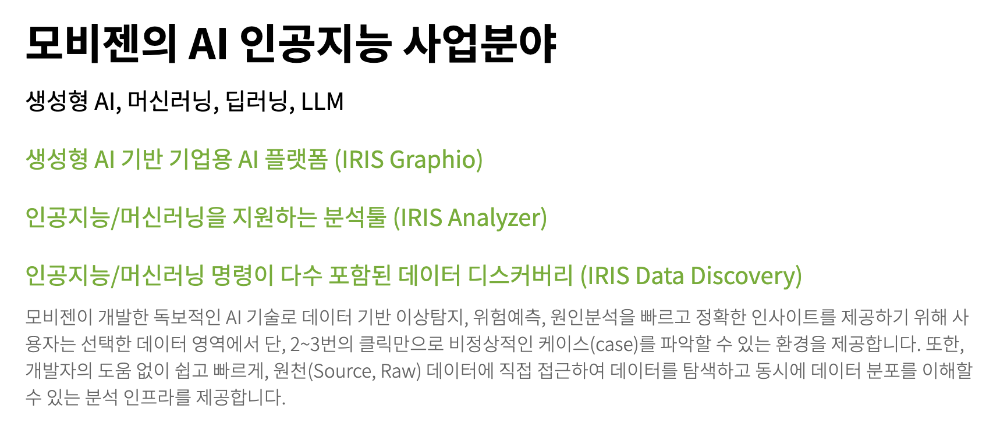 모비젠의 AI 인공지능 사업분야
생성형 AI, 머신러닝, 딥러닝, LLM
생성형 AI 기반 기업용 AI 플랫폼 (IRIS Graphio)
인공지능/머신러닝을 지원하는 분석툴 (IRIS Analyzer)
인공지능/머신러닝 명령이 다수 포함된 데이터 디스커버리 (IRIS Data Discovery)
모비젠이 개발한 독보적인 AI 기술로 데이터 기반 이상탐지, 위험예측, 원인분석을 빠르고 정확한 인사이트를 제공하기 위해 사
용자는 선택한 데이터 영역에서 단, 2~3번의 클릭만으로 비정상적인 케이스(case)를 파악할 수 있는 환경을 제공합니다. 또한,
개발자의 도움 없이 쉽고 빠르게, 원천(Source, Raw) 데이터에 직접 접근하여 데이터를 탐색하고 동시에 데이터 분포를 이해할
수 있는 분석 인프라를 제공합니다.